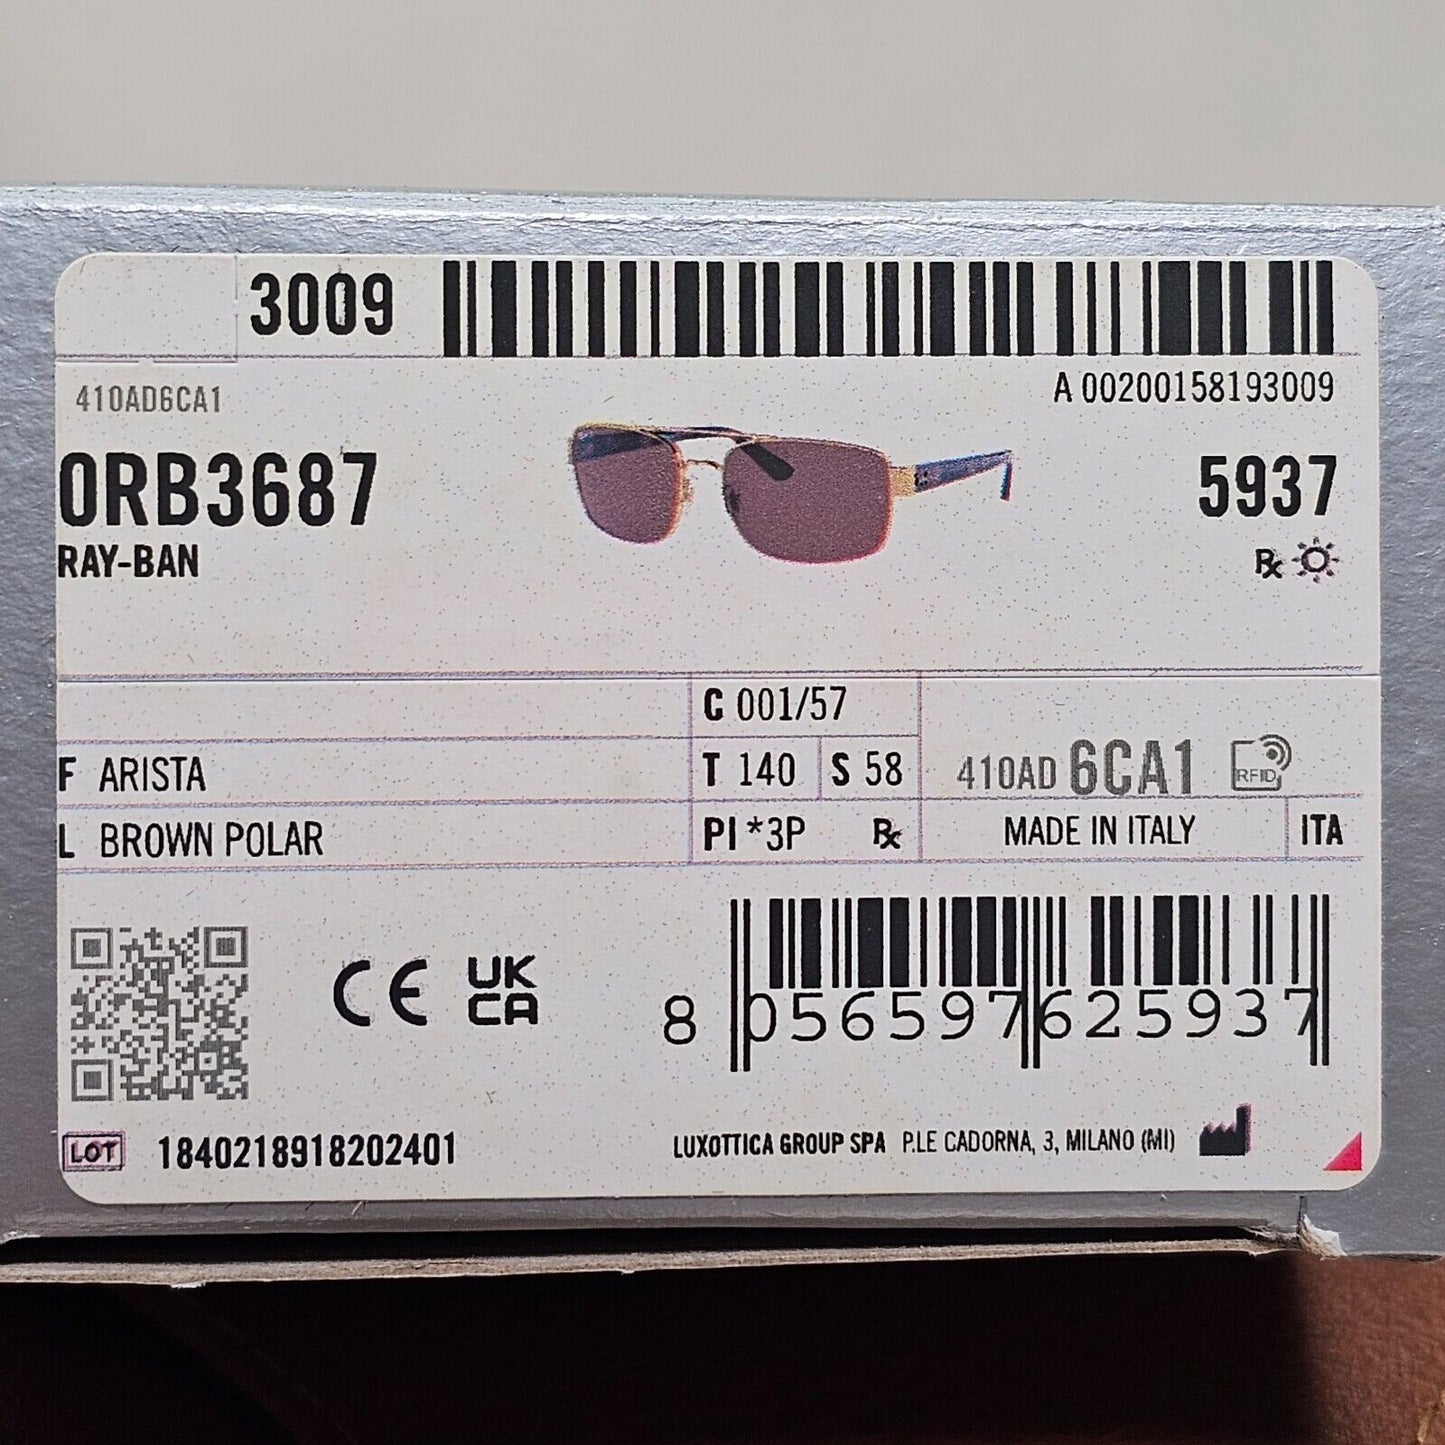 3009
A 00200158193009
410AD6CA1
0RB3687
RAY-BAN
5937
Rx
C 001/57
F ARISTA
T 140
S 58
410AD 6CA1
RFID
L BROWN POLAR
PI *3P
Rx
MADE IN ITALY
ITA
CE
UK
CA
8 056597 625937
LOT 1840218918202401
LUXOTTICA GROUP SPA P.LE CADORNA, 3, MILANO (MI)